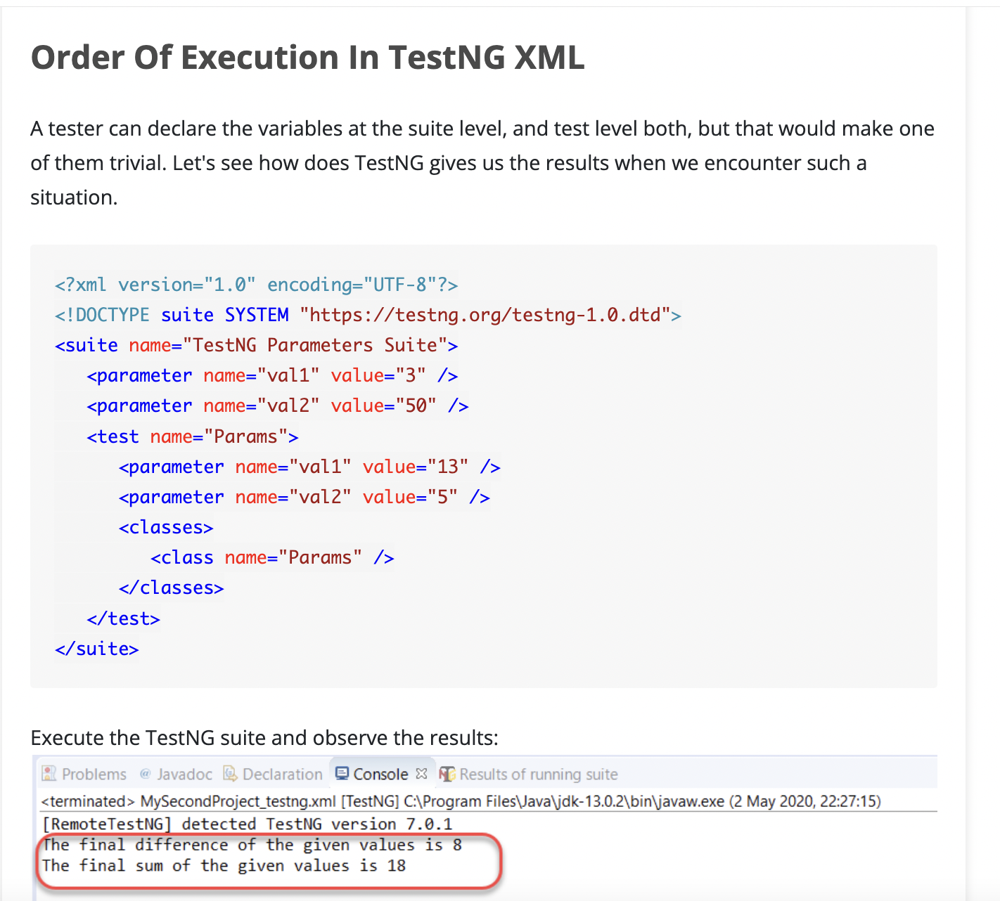 Order Of Execution In TestNG XML
A tester can declare the variables at the suite level, and test level both, but that would make one
of them trivial. Let's see how does TestNG gives us the results when we encounter such a
situation.
<?xml version="1.0" encoding="UTF-8"?>
<!DOCTYPE suite SYSTEM "https://testng.org/testng-1.0.dtd">
<suite name="TestNG Parameters Suite">
   <parameter name="val1" value="3" />
   <parameter name="val2" value="50" />
   <test name="Params">
      <parameter name="val1" value="13" />
      <parameter name="val2" value="5" />
      <classes>
         <class name="Params" />
      </classes>
   </test>
</suite>
Execute the TestNG suite and observe the results:
Problems @ Javadoc Declaration Console Results of running suite
<terminated> MySecondProject_testng.xml [TestNG] C:\Program Files\Java\jdk-13.0.2\bin\javaw.exe (2 May 2020, 22:27:15)
[RemoteTestNG] detected TestNG version 7.0.1
The final difference of the given values is 8
The final sum of the given values is 18